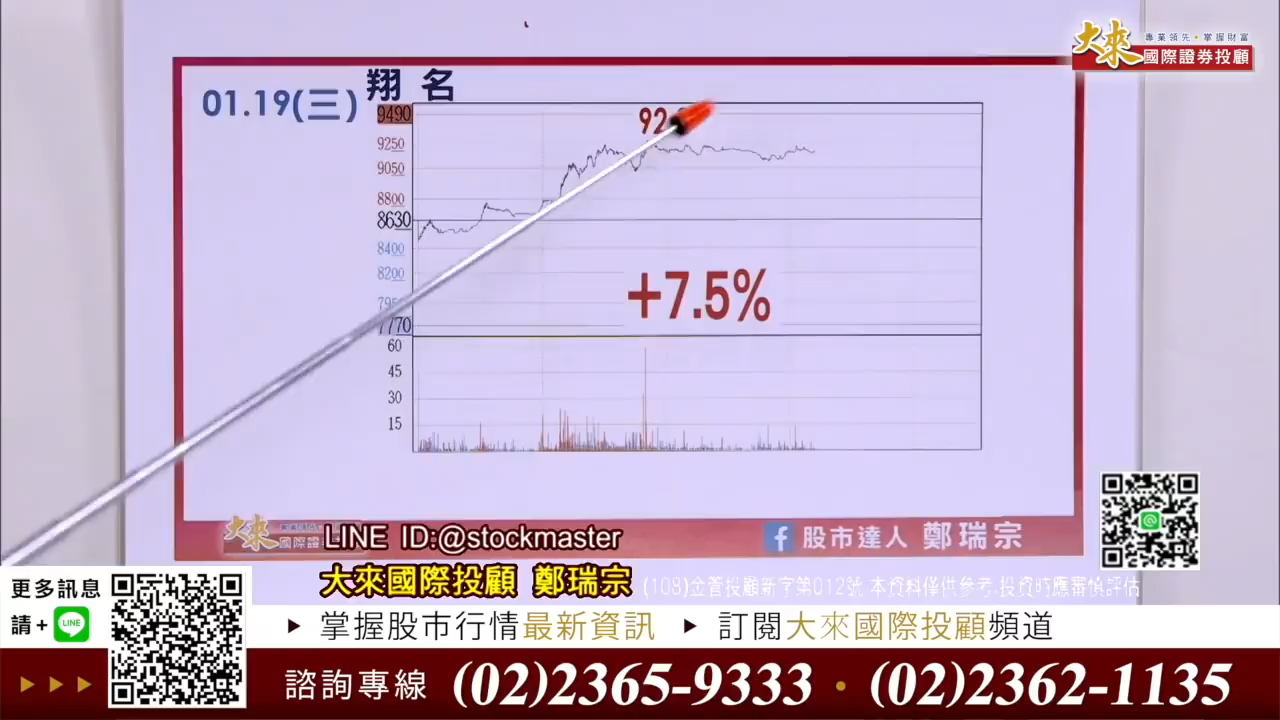 大來
專業領先•掌握財富
國際證券投顧
01.19(三)
翔名
9490
9250
9050
8800
8630
8400
8200
7770
60
45
30
15
92
+7.5%
大來
LINE ID:@stockmaster
f 股市達人 鄭瑞宗
大來國際投顧 鄭瑞宗
(108)金管投顧新字第012號 本資料僅供參考,投資時應審慎評估
更多訊息
請+ LINE
▶ 掌握股市行情最新資訊 ▶ 訂閱大來國際投顧頻道
諮詢專線 (02)2365-9333 • (02)2362-1135